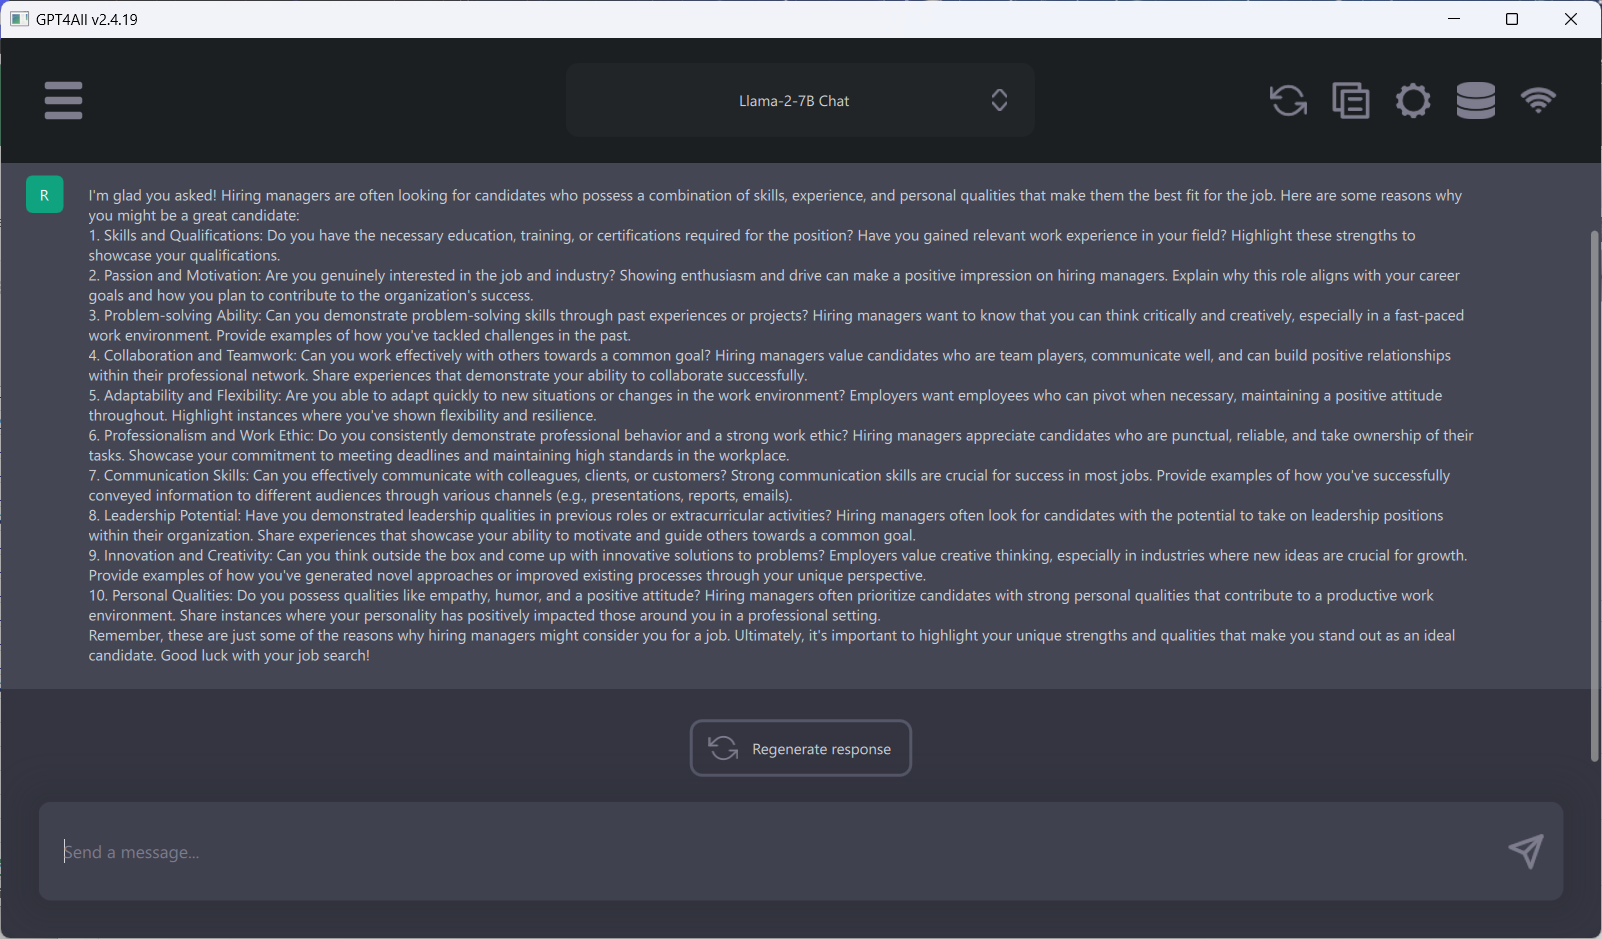 GPT4All v2.4.19
Llama-2-7B Chat
R
I'm glad you asked! Hiring managers are often looking for candidates who possess a combination of skills, experience, and personal qualities that make them the best fit for the job. Here are some reasons why
you might be a great candidate:
1. Skills and Qualifications: Do you have the necessary education, training, or certifications required for the position? Have you gained relevant work experience in your field? Highlight these strengths to
showcase your qualifications.
2. Passion and Motivation: Are you genuinely interested in the job and industry? Showing enthusiasm and drive can make a positive impression on hiring managers. Explain why this role aligns with your career
goals and how you plan to contribute to the organization's success.
3. Problem-solving Ability: Can you demonstrate problem-solving skills through past experiences or projects? Hiring managers want to know that you can think critically and creatively, especially in a fast-paced
work environment. Provide examples of how you've tackled challenges in the past.
4. Collaboration and Teamwork: Can you work effectively with others towards a common goal? Hiring managers value candidates who are team players, communicate well, and can build positive relationships
within their professional network. Share experiences that demonstrate your ability to collaborate successfully.
5. Adaptability and Flexibility: Are you able to adapt quickly to new situations or changes in the work environment? Employers want employees who can pivot when necessary, maintaining a positive attitude
throughout. Highlight instances where you've shown flexibility and resilience.
6. Professionalism and Work Ethic: Do you consistently demonstrate professional behavior and a strong work ethic? Hiring managers appreciate candidates who are punctual, reliable, and take ownership of their
tasks. Showcase your commitment to meeting deadlines and maintaining high standards in the workplace.
7. Communication Skills: Can you effectively communicate with colleagues, clients, or customers? Strong communication skills are crucial for success in most jobs. Provide examples of how you've successfully
conveyed information to different audiences through various channels (e.g., presentations, reports, emails).
8. Leadership Potential: Have you demonstrated leadership qualities in previous roles or extracurricular activities? Hiring managers often look for candidates with the potential to take on leadership positions
within their organization. Share experiences that showcase your ability to motivate and guide others towards a common goal.
9. Innovation and Creativity: Can you think outside the box and come up with innovative solutions to problems? Employers value creative thinking, especially in industries where new ideas are crucial for growth.
Provide examples of how you've generated novel approaches or improved existing processes through your unique perspective.
10. Personal Qualities: Do you possess qualities like empathy, humor, and a positive attitude? Hiring managers often prioritize candidates with strong personal qualities that contribute to a productive work
environment. Share instances where your personality has positively impacted those around you in a professional setting.
Remember, these are just some of the reasons why hiring managers might consider you for a job. Ultimately, it's important to highlight your unique strengths and qualities that make you stand out as an ideal
candidate. Good luck with your job search!
Regenerate response
Send a message...